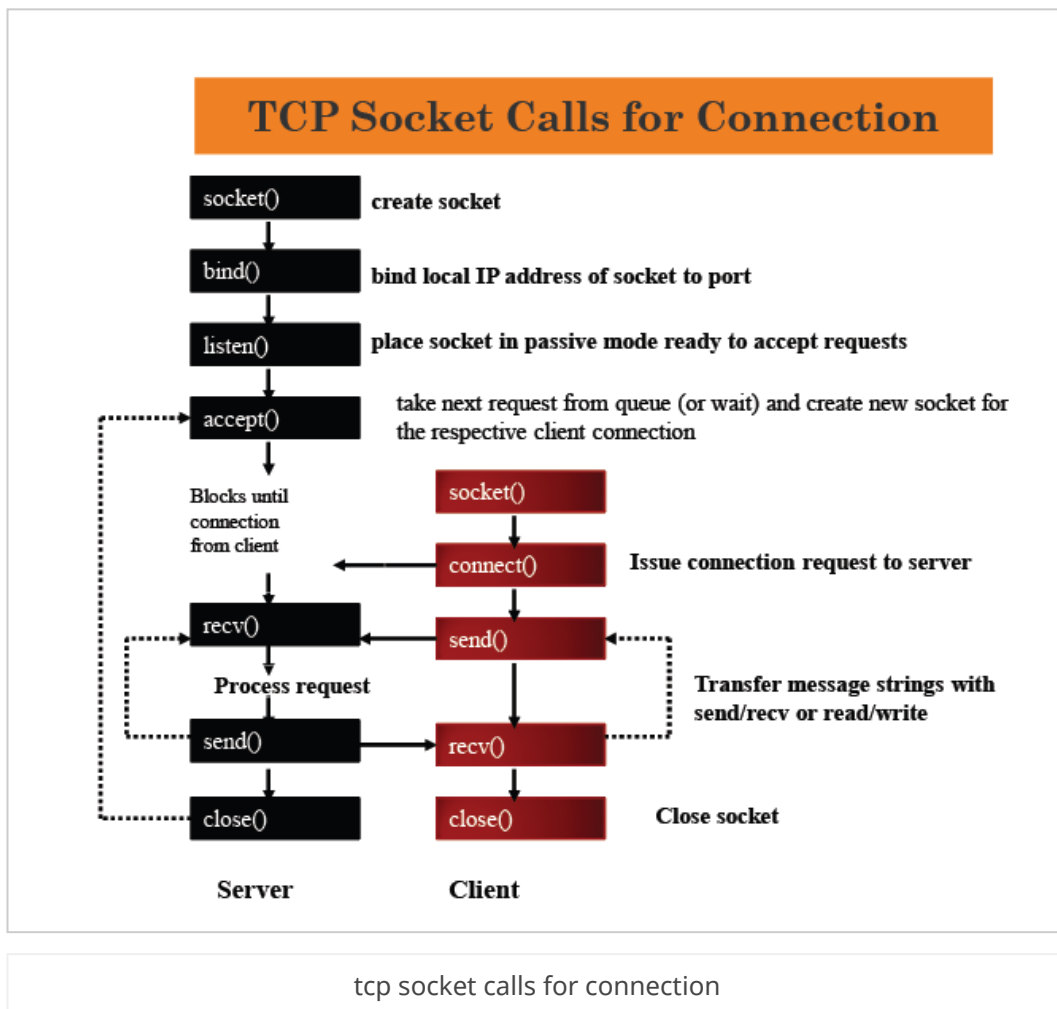 TCP Socket Calls for Connection
socket()
create socket
bind()
bind local IP address of socket to port
listen()
place socket in passive mode ready to accept requests
accept()
take next request from queue (or wait) and create new socket for
the respective client connection
Blocks until
connection
from client
socket()
connect()
Issue connection request to server
recv()
send()
Process request
Transfer message strings with
send/recv or read/write
send()
recv()
close()
close()
Close socket
Server
Client
tcp socket calls for connection